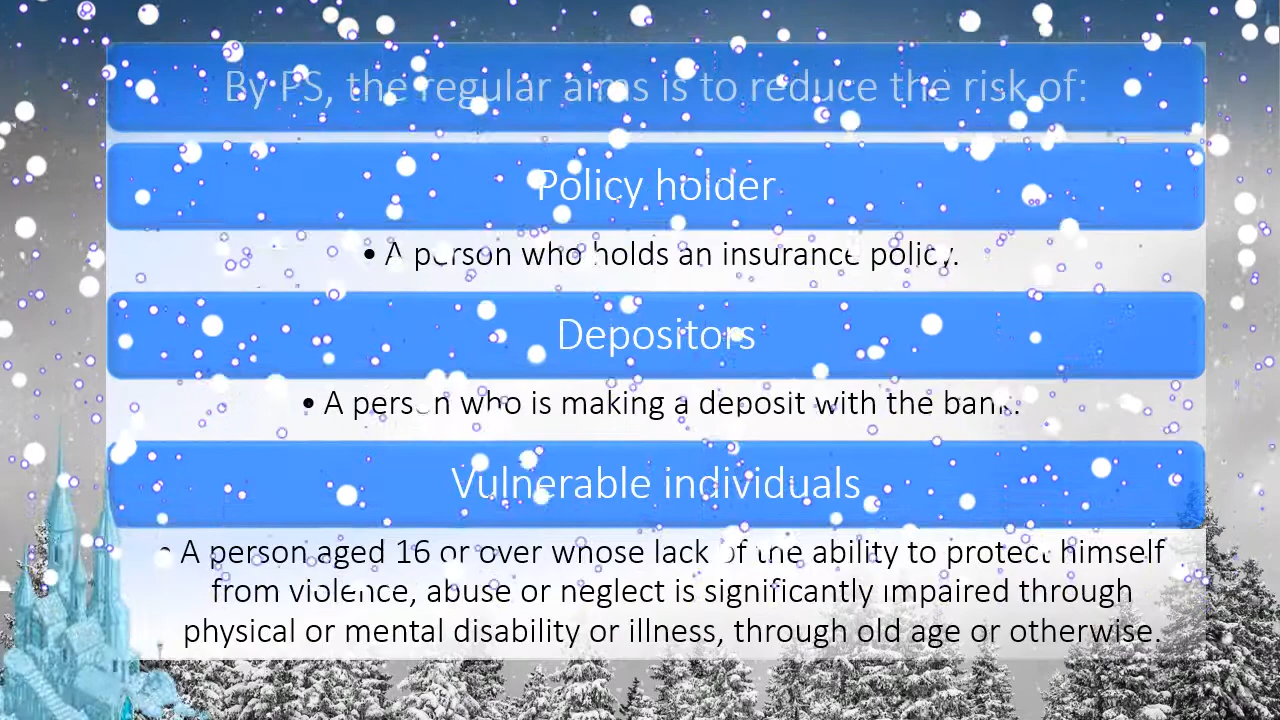 By PS, the regular aims is to reduce the risk of:
Policy holder
• A person who holds an insurance policy.
Depositors
• A person who is making a deposit with the bank.
Vulnerable individuals
• A person aged 16 or over whose lack of the ability to protect himself
from violence, abuse or neglect is significantly impaired through
physical or mental disability or illness, through old age or otherwise.